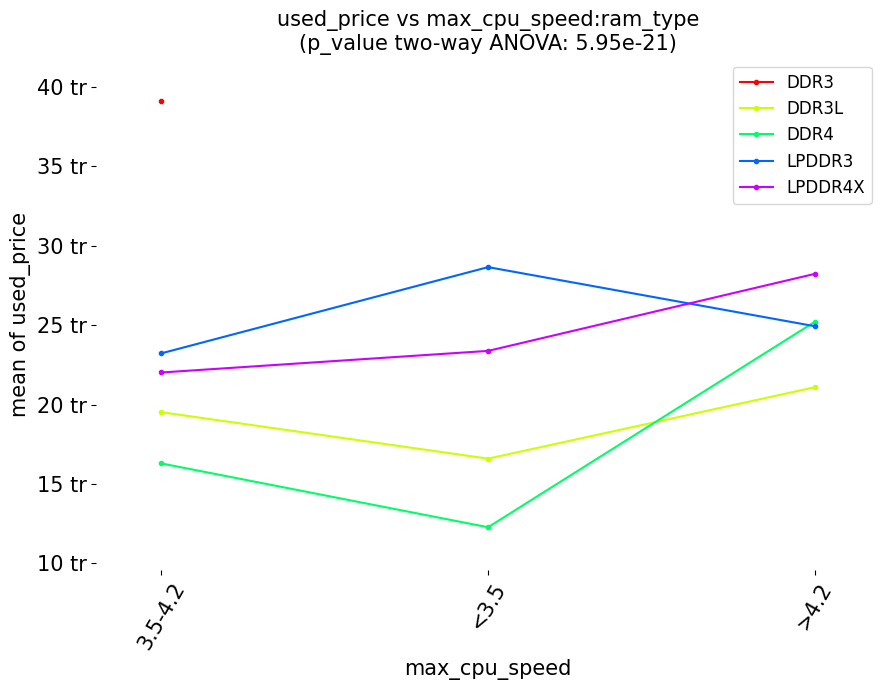 used_price vs max_cpu_speed:ram_type
(p_value two-way ANOVA: 5.95e-21)
DDR3
DDR3L
DDR4
LPDDR3
LPDDR4X
mean of used_price
40 tr
35 tr
30 tr
25 tr
20 tr
15 tr
10 tr
3.5-4.2
<3.5
>4.2
max_cpu_speed